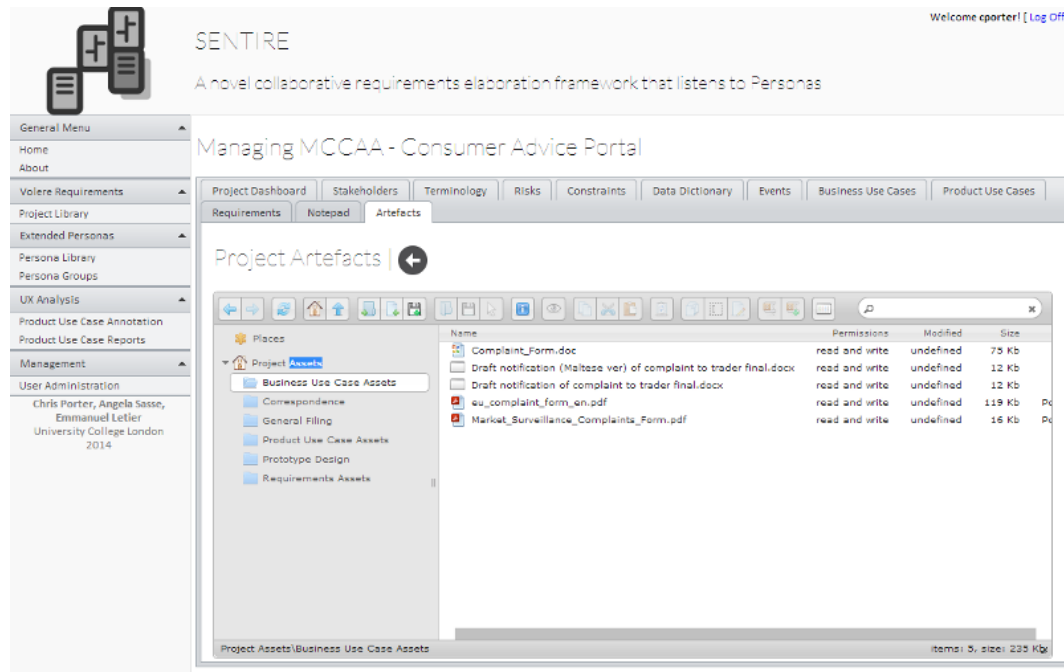 Welcome cporter! [ Log Off
SENTIRE
A novel collaborative requirements elaboration framework that listens to Personas
General Menu
Home
About
Volere Requirements
Project Library
Extended Personas
Persona Library
Persona Groups
UX Analysis
Product Use Case Annotation
Product Use Case Reports
Management
User Administration
Chris Porter, Angela Sasse,
Emmanuel Letier
University College London
2014
Managing MCCAA - Consumer Advice Portal
Project Dashboard Stakeholders Terminology Risks Constraints Data Dictionary Events Business Use Cases Product Use Cases
Requirements Notepad Artefacts
Project Artefacts |
Places
Project Assets
Business Use Case Assets
Correspondence
General Filing
Product Use Case Assets
Prototype Design
Requirements Assets
Name Permissions Modified Size
Complaint_Form.doc read and write undefined 75 Kb
Draft notification (Maltese ver) of complaint to trader final.docx read and write undefined 12 Kb
Draft notification of complaint to trader final.docx read and write undefined 12 Kb
eu_complaint_form_en.pdf read and write undefined 119 Kb
Market_Surveillance_Complaints_Form.pdf read and write undefined 16 Kb
Project Assets\Business Use Case Assets items: 5, size: 235 Kb